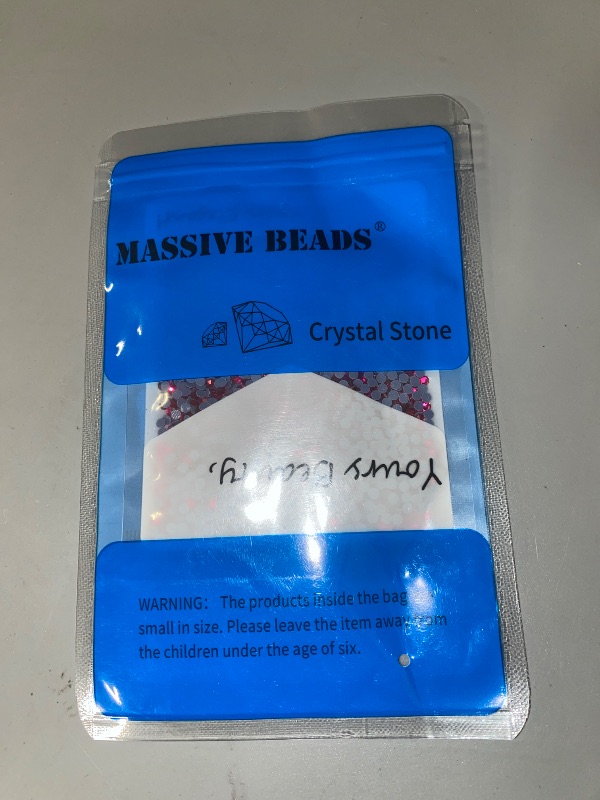 MASSIVE BEADS®
Crystal Stone
Yours Beauty,
WARNING: The products inside the bag
small in size. Please leave the item away from
the children under the age of six.